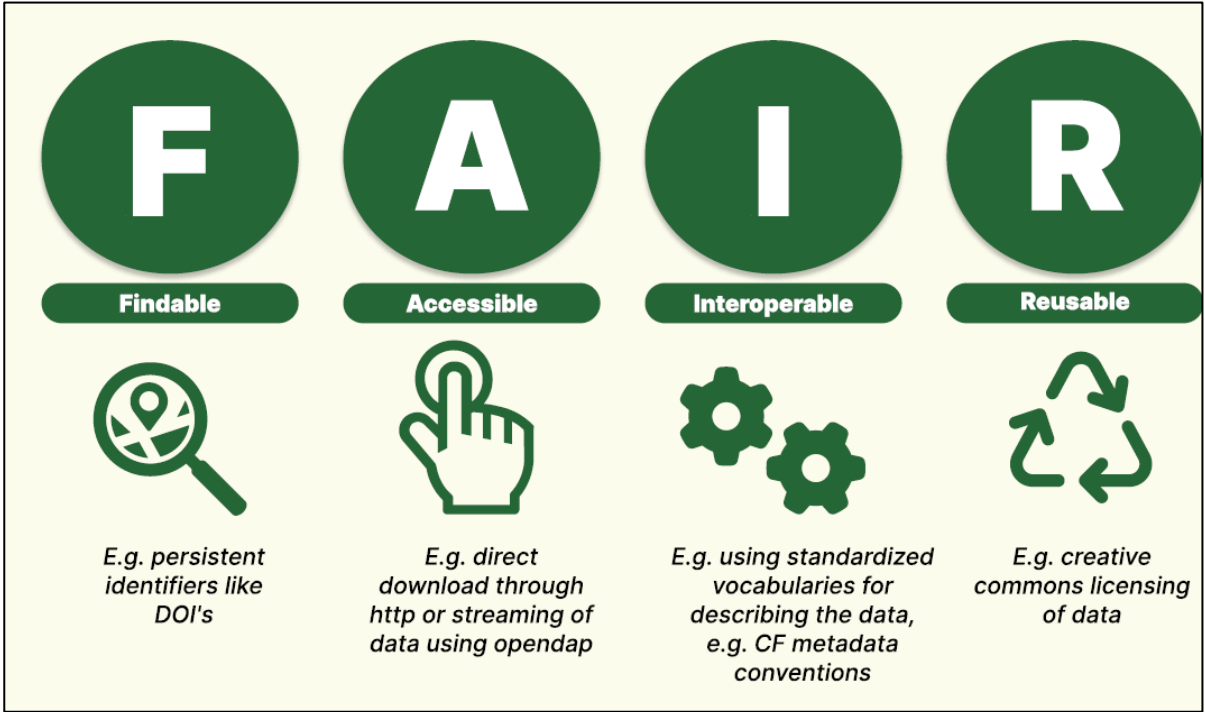 F
A
I
R
Findable
Accessible
Interoperable
Reusable
E.g. persistent
identifiers like
DOI's
E.g. direct
download through
http or streaming of
data using opendap
E.g. using standardized
vocabularies for
describing the data,
e.g. CF metadata
conventions
E.g. creative
commons licensing
of data